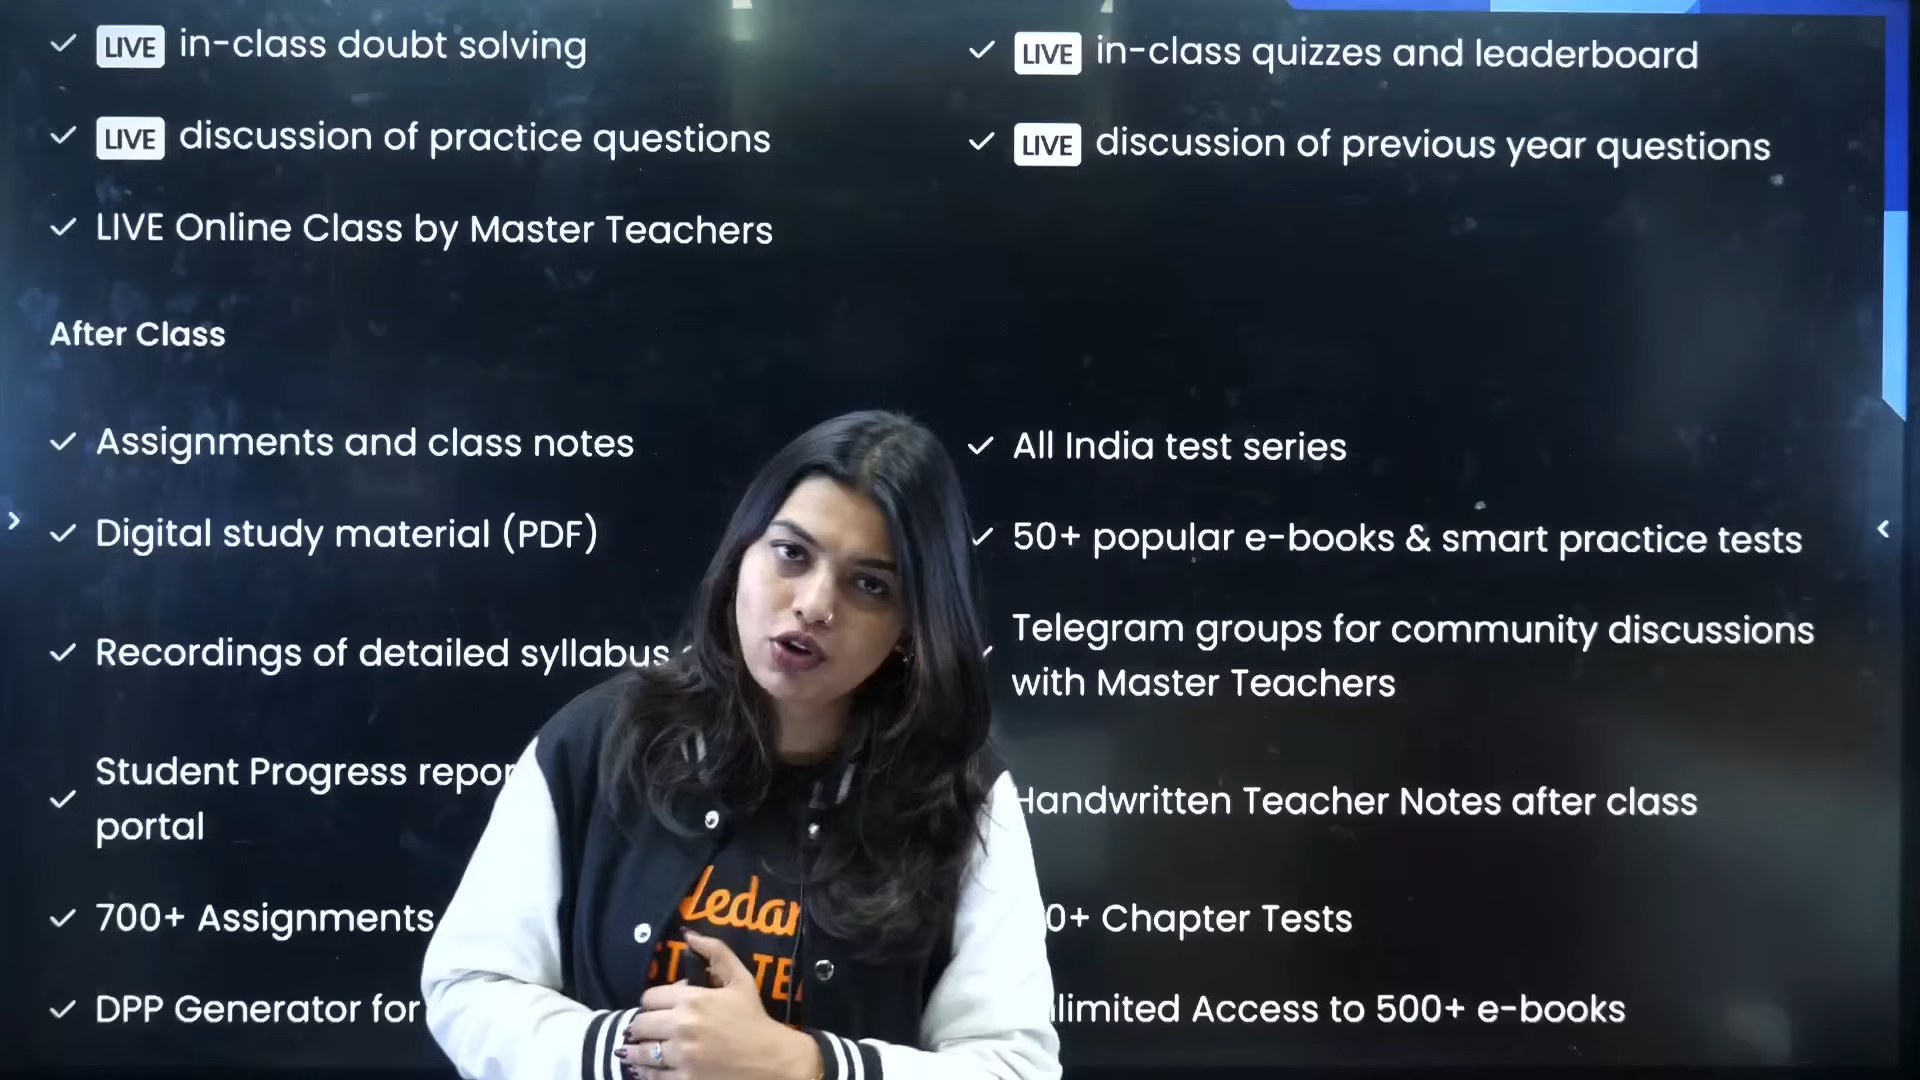 LIVE in-class doubt solving
LIVE in-class quizzes and leaderboard
LIVE discussion of practice questions
LIVE discussion of previous year questions
LIVE Online Class by Master Teachers
After Class
Assignments and class notes
All India test series
Digital study material (PDF)
50+ popular e-books & smart practice tests
Recordings of detailed syllabus
Telegram groups for community discussions
with Master Teachers
Student Progress
portal
Handwritten Teacher Notes after class
700+ Assignments
Chapter Tests
DPP Generator for
Access to 500+ e-books